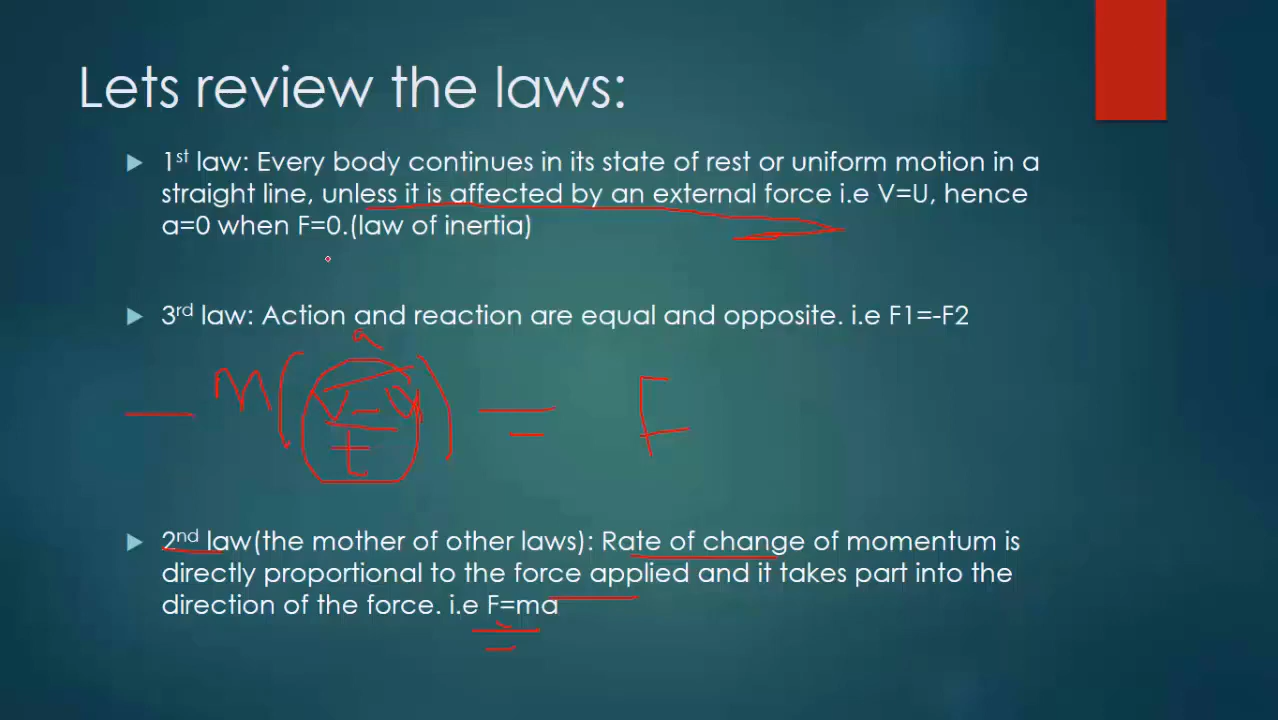 Lets review the laws:
1st law: Every body continues in its state of rest or uniform motion in a
straight line, unless it is affected by an external force i.e V=U, hence
a=0 when F=0.(law of inertia)
3rd law: Action and reaction are equal and opposite. i.e F1=-F2
a
m(v-u/t) = F
2nd law(the mother of other laws): Rate of change of momentum is
directly proportional to the force applied and it takes part into the
direction of the force. i.e F=ma